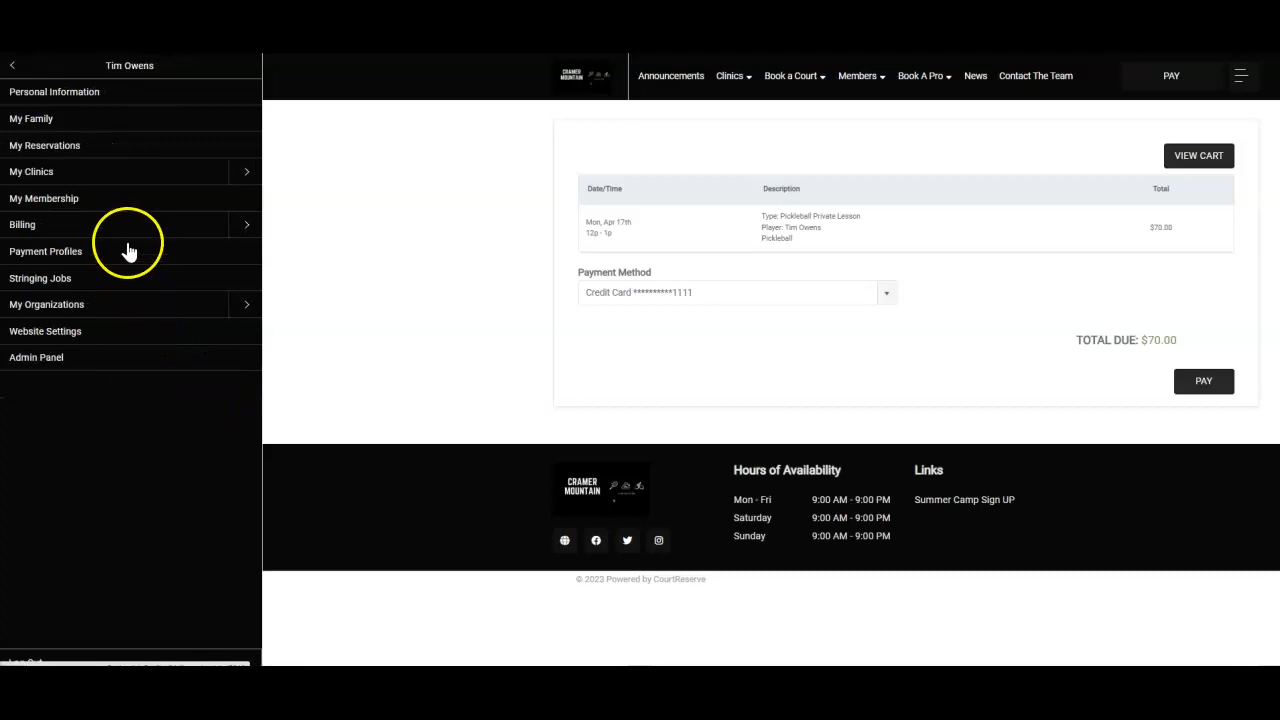 Tim Owens
Personal Information
My Family
My Reservations
My Clinics
My Membership
Billing
Payment Profiles
Stringing Jobs
My Organizations
Website Settings
Admin Panel
CRAMER
MOUNTAIN
Announcements Clinics Book a Court Members Book A Pro News Contact The Team PAY
VIEW CART
Date/Time Description Total
Mon, Apr 17th
12p - 1p
Type: Pickleball Private Lesson
Player: Tim Owens
Pickleball
$70.00
Payment Method
Credit Card **********1111
TOTAL DUE: $70.00
PAY
CRAMER
MOUNTAIN
Hours of Availability
Mon - Fri 9:00 AM - 9:00 PM
Saturday 9:00 AM - 9:00 PM
Sunday 9:00 AM - 9:00 PM
Links
Summer Camp Sign UP
© 2023 Powered by CourtReserve